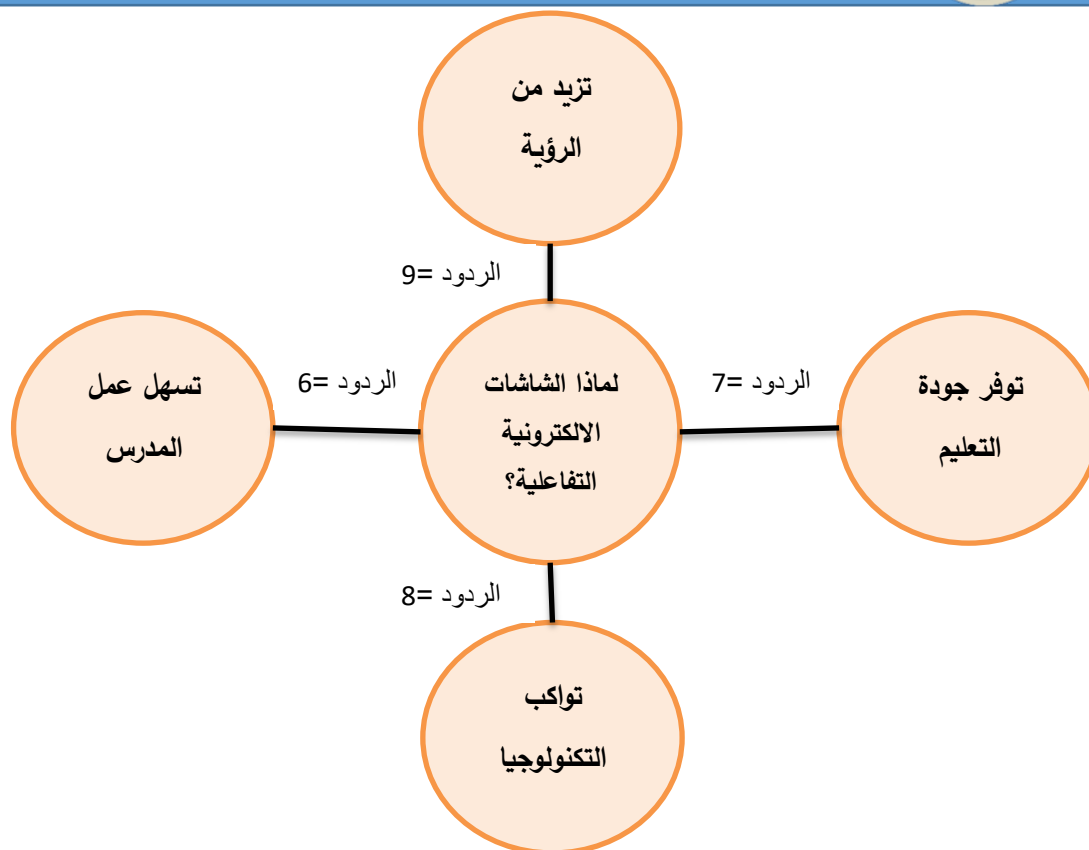 تزيد من
الرؤية
الردود =9
توفر جودة
التعليم
الردود =7
لماذا الشاشات
الالكترونية
التفاعلية؟
الردود =6
تسهل عمل
المدرس
الردود =8
تواكب
التكنولوجيا